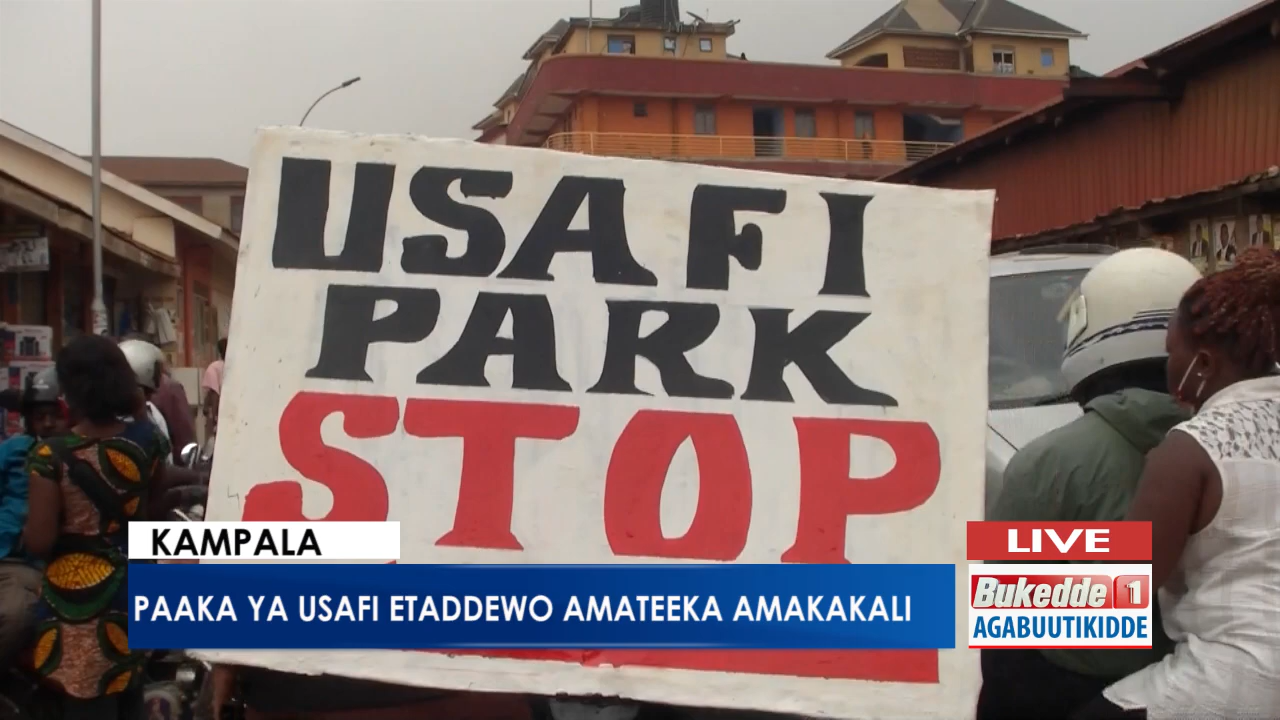 USAFI
PARK
STOP
KAMPALA
PAAKA YA USAFI ETADDEWO AMATEEKA AMAKAKALI
LIVE
Bukedde 1
AGABUUTIKIDDE